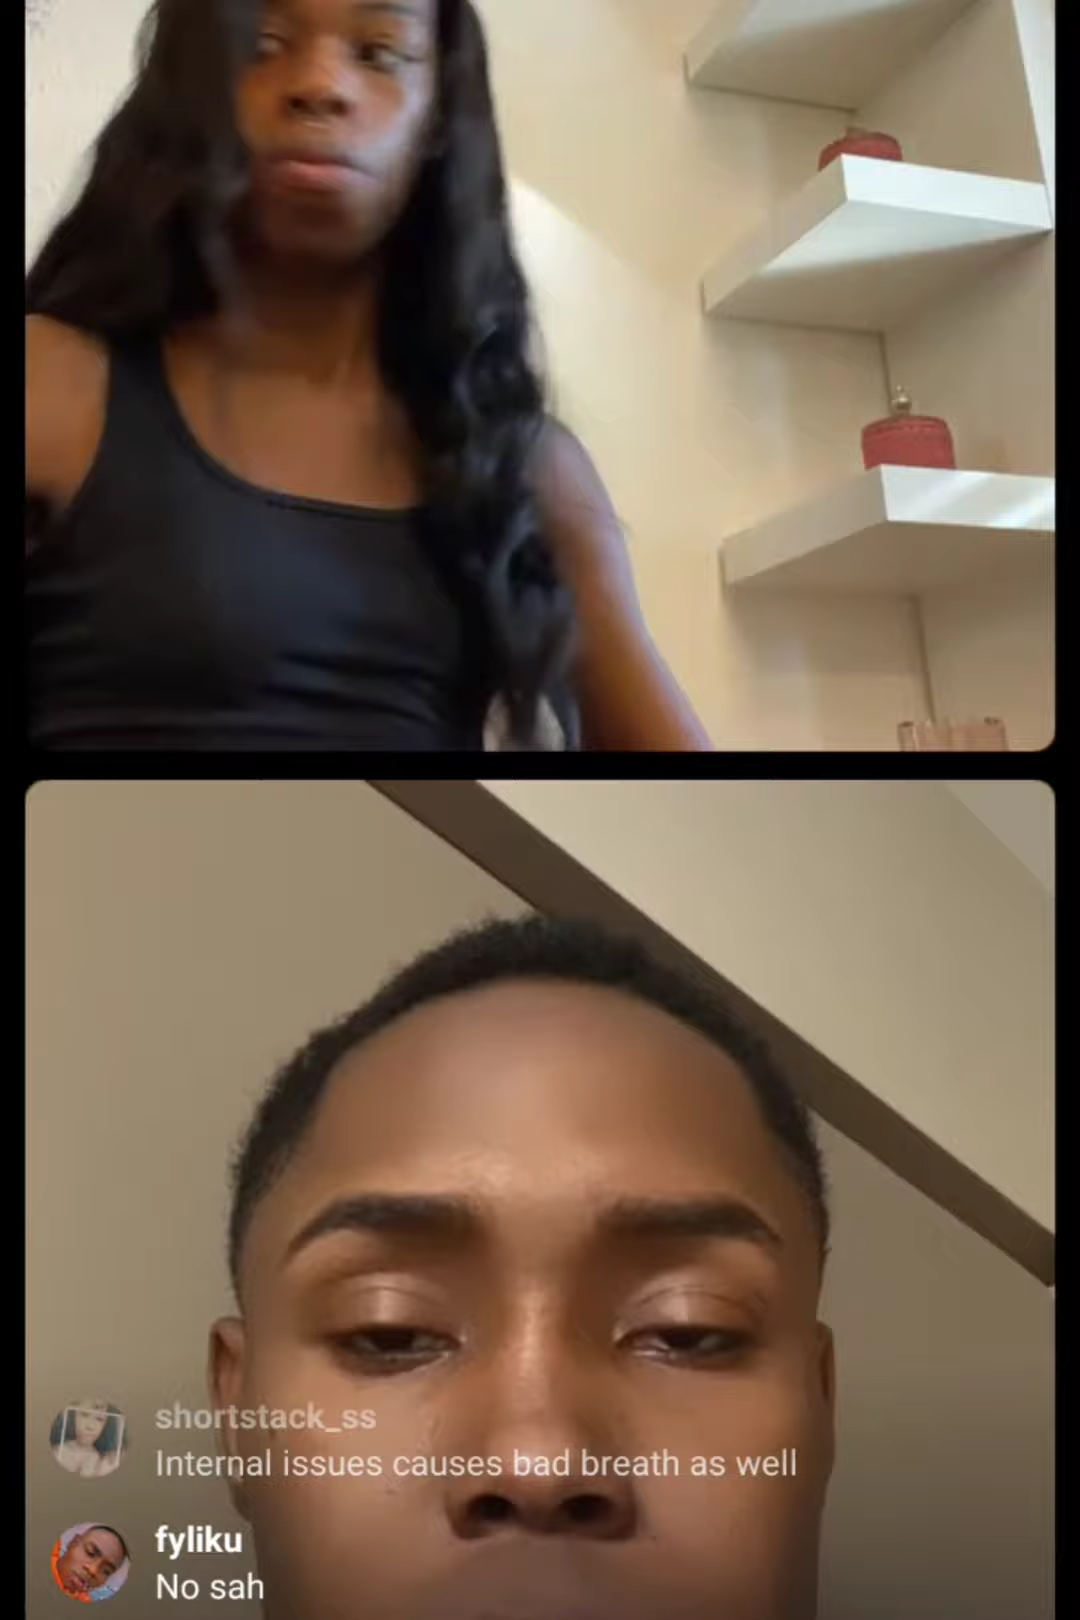 shortstack_ss
Internal issues causes bad breath as well
fyliku
No sah